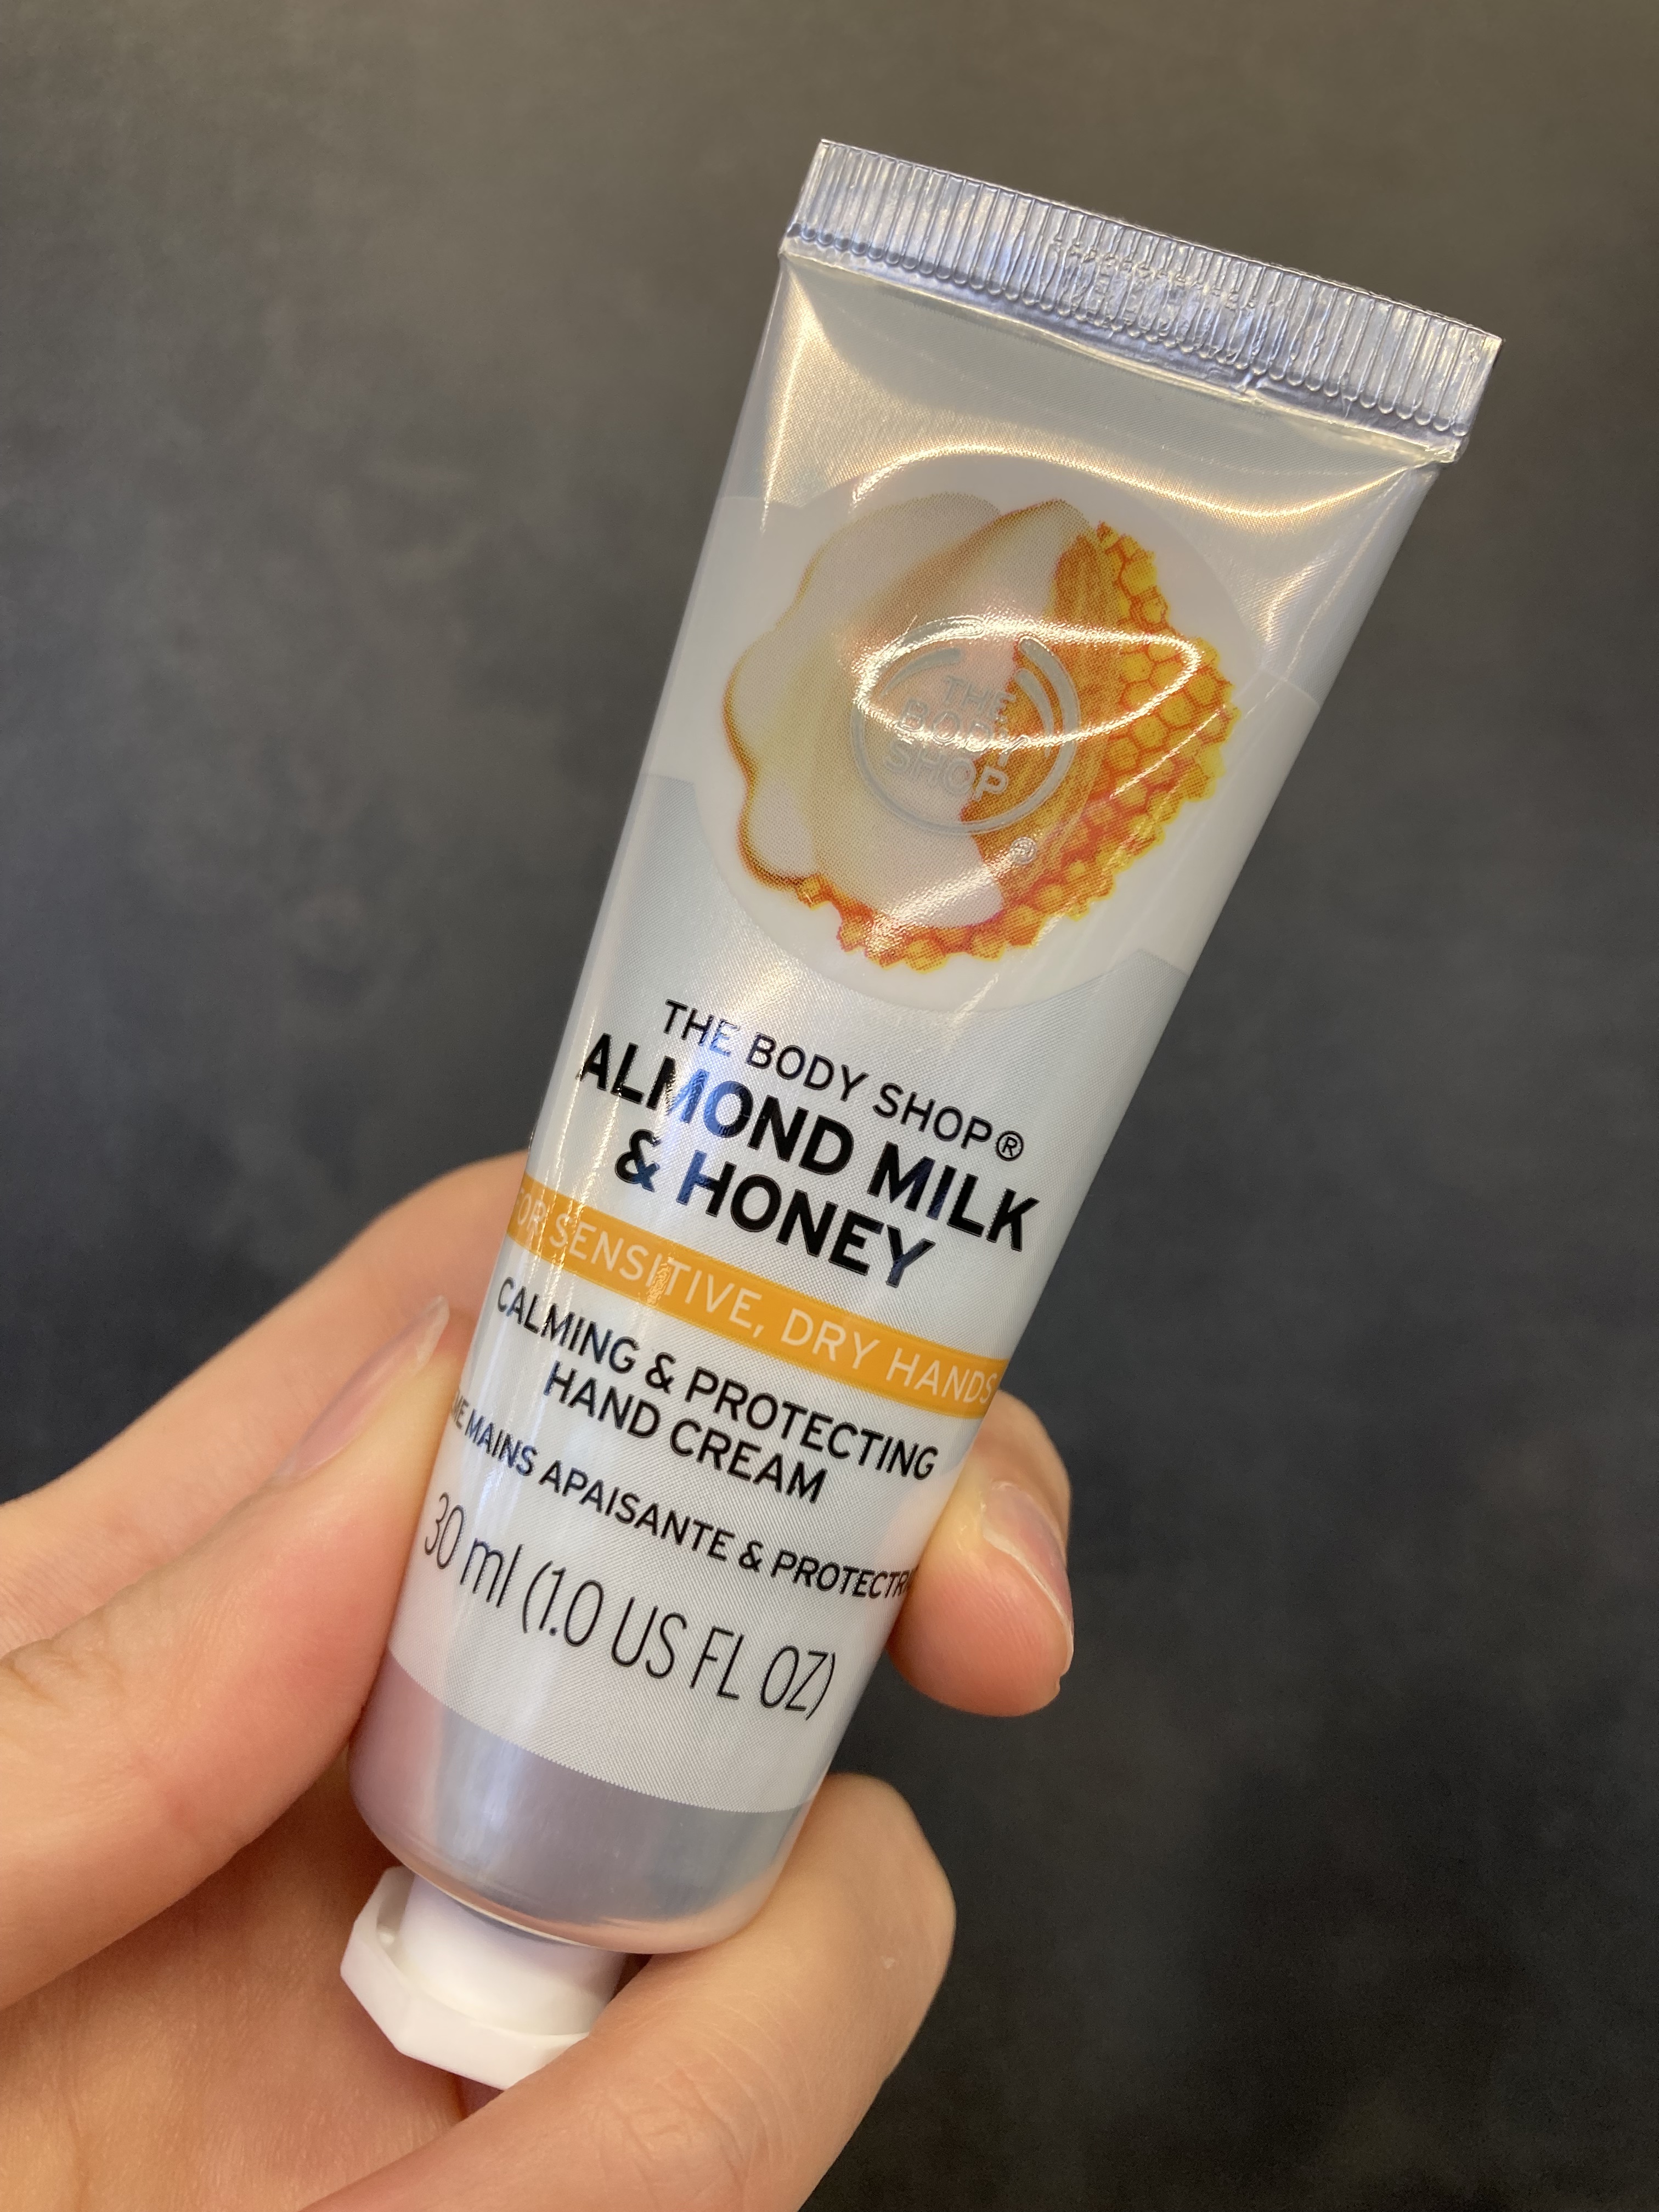 THE
BODY
SHOP
®
THE BODY SHOP®
ALMOND MILK
& HONEY
FOR SENSITIVE, DRY HANDS
CALMING & PROTECTING
HAND CREAM
MAINS APAISANTE &
30 ml (1.0 US FL OZ)